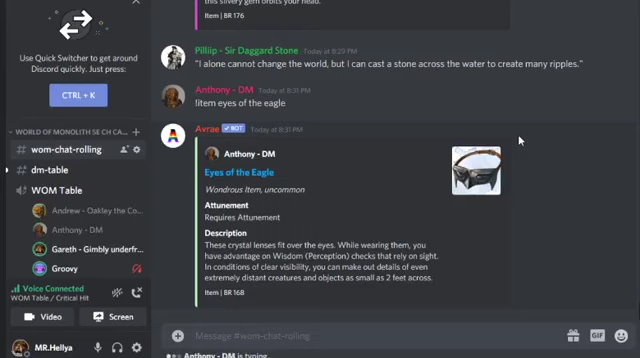 this silvery gem orbits your head.
Item | BR 176
Use Quick Switcher to get around
Discord quickly. Just press:
CTRL + K
WORLD OF MONOLITH SE CH CA...
# wom-chat-rolling
# dm-table
WOM Table
Andrew - Oakley the Co...
Anthony - DM
Gareth - Gimbly underfr...
Groovy
Voice Connected
WOM Table / Critical Hit
Video
Screen
MR.Hellya
Pilliip - Sir Daggard Stone Today at 8:29 PM
"I alone cannot change the world, but I can cast a stone across the water to create many ripples."
Anthony - DM Today at 8:31 PM
!item eyes of the eagle
Avrae BOT Today at 8:31 PM
Anthony - DM
Eyes of the Eagle
Wondrous Item, uncommon
Attunement
Requires Attunement
Description
These crystal lenses fit over the eyes. While wearing them, you
have advantage on Wisdom (Perception) checks that rely on sight.
In conditions of clear visibility, you can make out details of even
extremely distant creatures and objects as small as 2 feet across.
Item | BR 168
Message #wom-chat-rolling
GIF
Anthony - DM is typing...